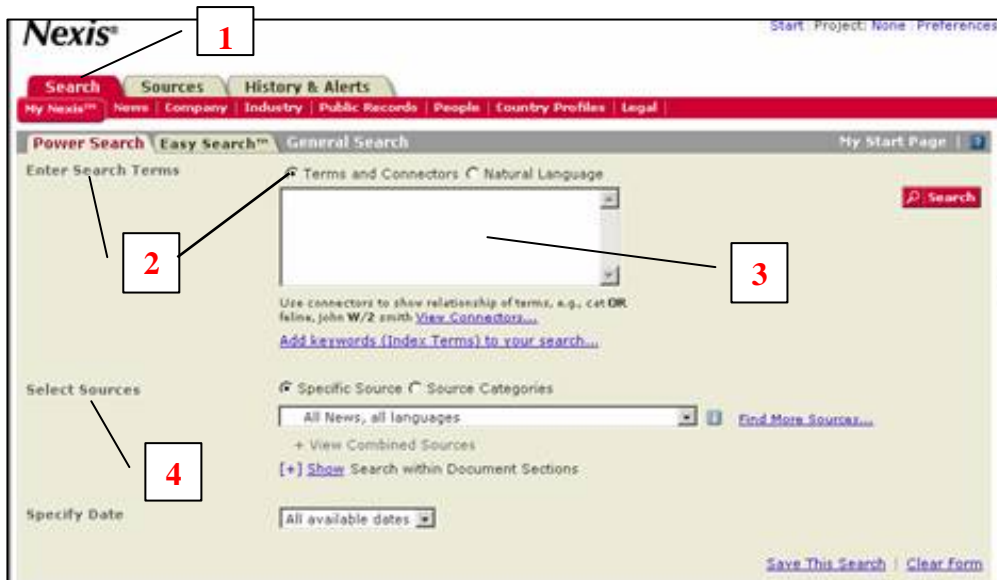 Nexis®
Start | Project: None | Preferences
1
Search Sources History & Alerts
My Nexis™ News | Company | Industry | Public Records | People | Country Profiles | Legal |
Power Search Easy Search™ General Search My Start Page | ?
Enter Search Terms
Terms and Connectors Natural Language
Search
2
3
Use connectors to show relationship of terms, e.g., cat OR
feline, john W/2 smith View Connectors...
Add keywords (Index Terms) to your search...
Select Sources
Specific Source Source Categories
All News, all languages
Find More Sources...
+ View Combined Sources
4
[+] Show Search within Document Sections
Specify Date
All available dates
Save This Search | Clear Form